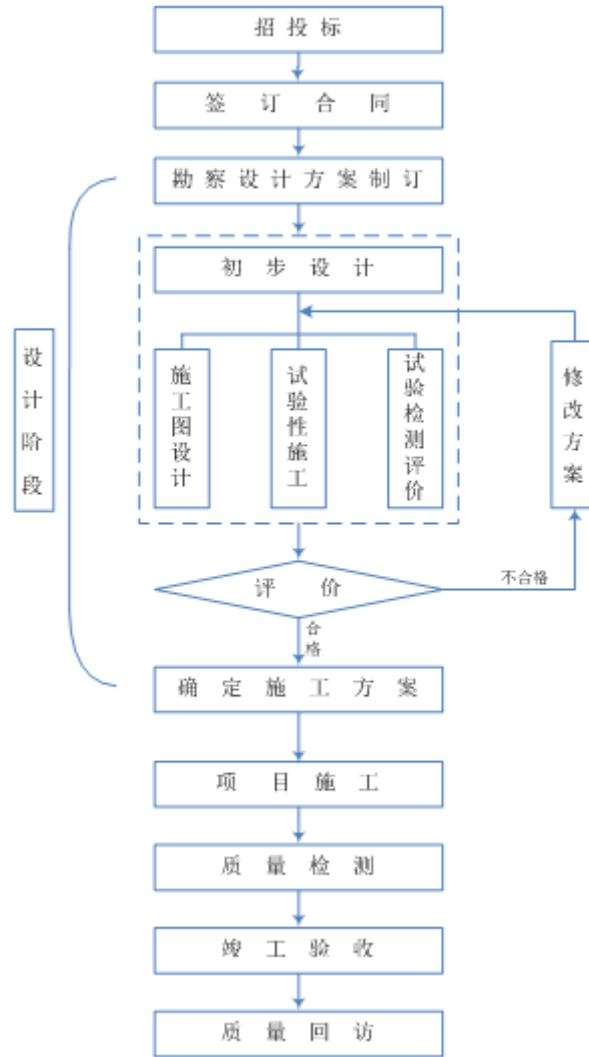 招投标
签订合同
勘察设计方案制订
初步设计
设计阶段
施工图设计
试验性施工
试验检测评价
修改方案
评价
不合格
合格
确定施工方案
项目施工
质量检测
竣工验收
质量回访